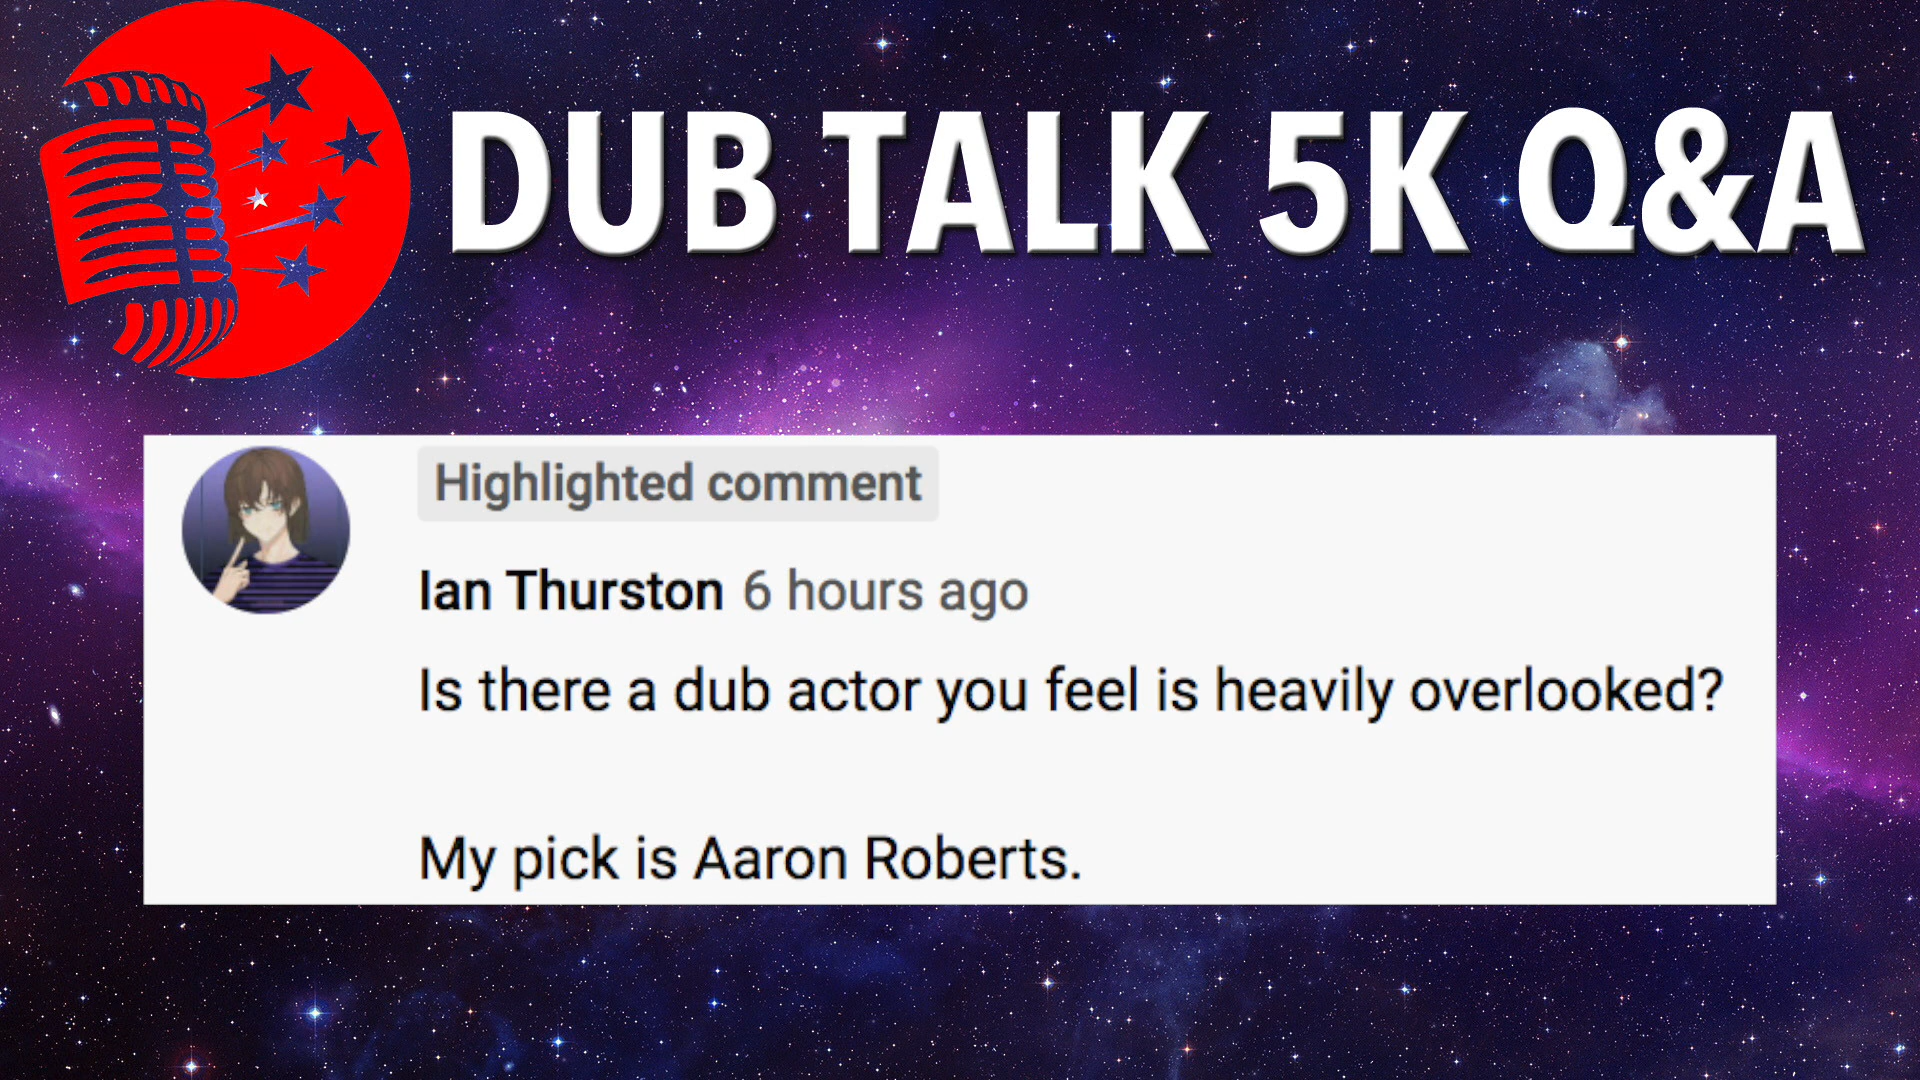 DUB TALK 5K Q&A
Highlighted comment
Ian Thurston 6 hours ago
Is there a dub actor you feel is heavily overlooked?
My pick is Aaron Roberts.